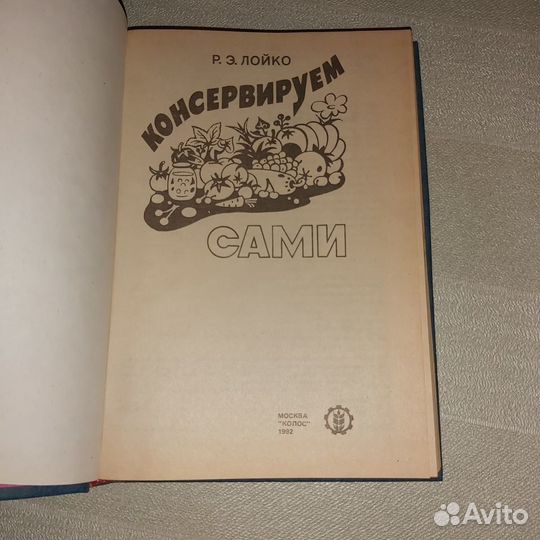 Р. Э. ЛОЙКО
КОНСЕРВИРУЕМ
САМИ
МОСКВА
"КОЛОС"
1992
Avito